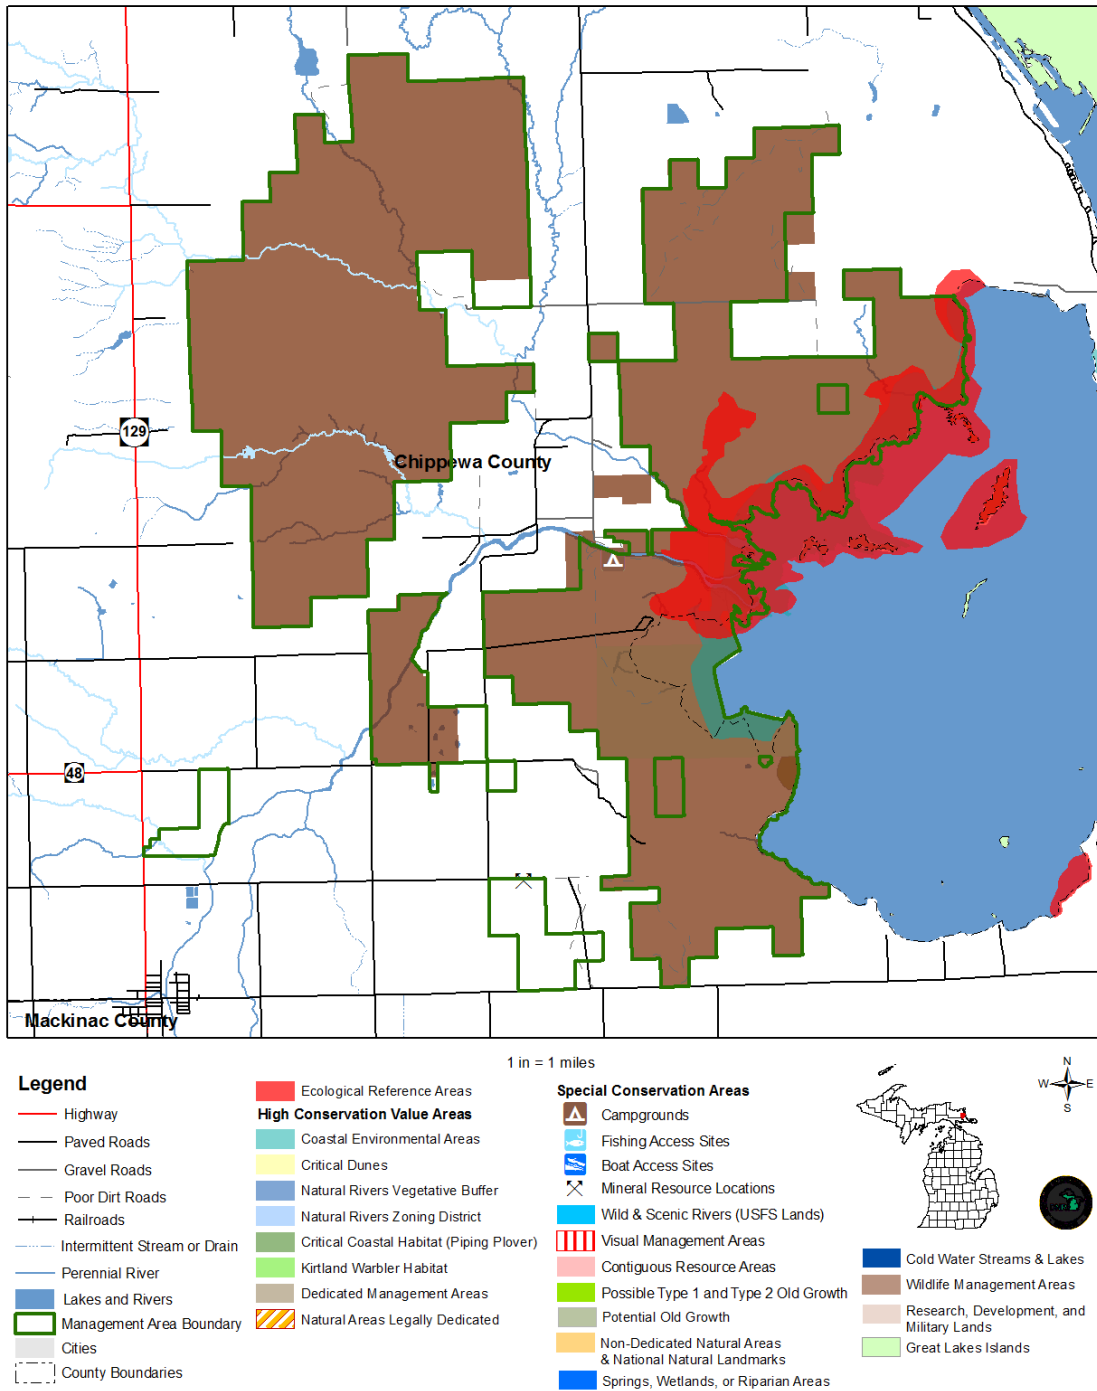 129
Chippewa County
48
Mackinac County
1 in = 1 miles
Legend
Highway
Paved Roads
Gravel Roads
Poor Dirt Roads
Railroads
Intermittent Stream or Drain
Perennial River
Lakes and Rivers
Management Area Boundary
Cities
County Boundaries
Ecological Reference Areas
High Conservation Value Areas
Coastal Environmental Areas
Critical Dunes
Natural Rivers Vegetative Buffer
Natural Rivers Zoning District
Critical Coastal Habitat (Piping Plover)
Kirtland Warbler Habitat
Dedicated Management Areas
Natural Areas Legally Dedicated
Special Conservation Areas
Campgrounds
Fishing Access Sites
Boat Access Sites
Mineral Resource Locations
Wild & Scenic Rivers (USFS Lands)
Visual Management Areas
Contiguous Resource Areas
Possible Type 1 and Type 2 Old Growth
Potential Old Growth
Non-Dedicated Natural Areas
& National Natural Landmarks
Springs, Wetlands, or Riparian Areas
Cold Water Streams & Lakes
Wildlife Management Areas
Research, Development, and
Military Lands
Great Lakes Islands
N
W E
S